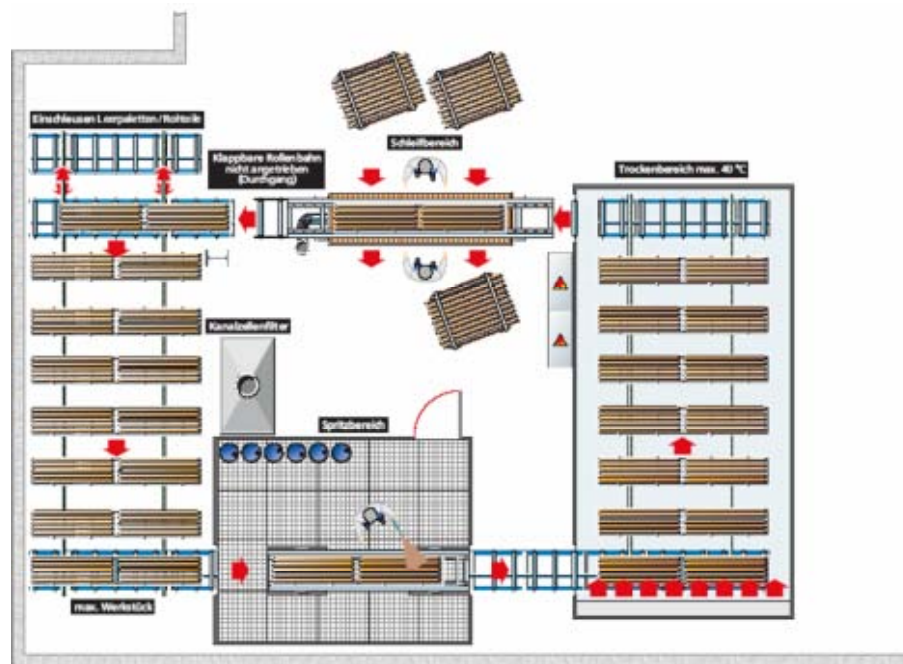 Einschleusen Leerpaletten/Rohteile
Klappbare Rollenbahn
nicht angetrieben
(Durchgang)
Schleifbereich
Trockenbereich max. 40 °C
Kanalzellenfilter
Spritzbereich
max. Werkstück